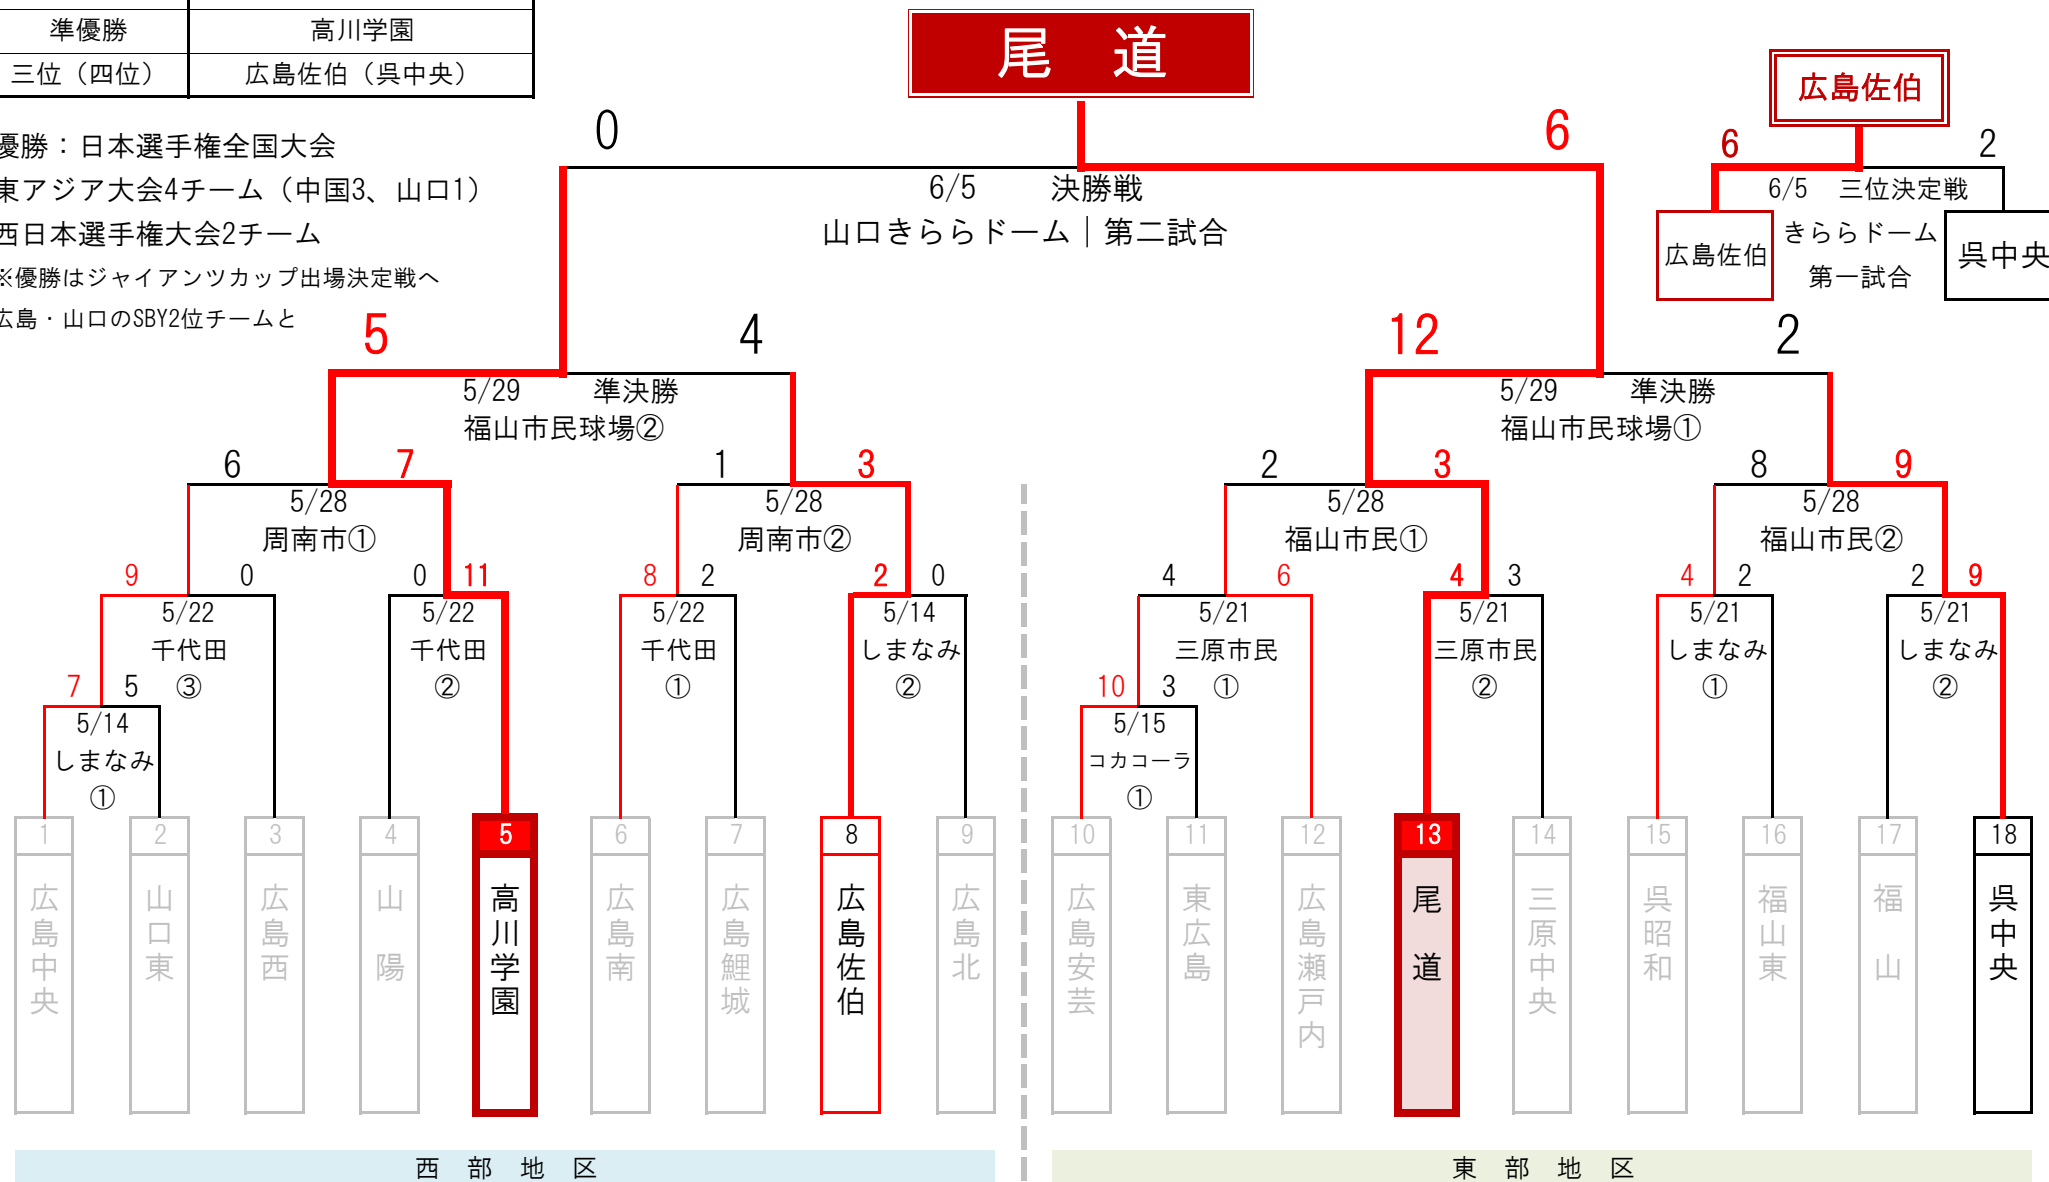 準優勝 高川学園
三位（四位） 広島佐伯（呉中央）
優勝：日本選手権全国大会
東アジア大会4チーム（中国3、山口1）
西日本選手権大会2チーム
※優勝はジャイアンツカップ出場決定戦へ
広島・山口のSBY2位チームと
尾 道
0 6
6/5 決勝戦
山口きららドーム｜第二試合
広島佐伯
6 2
6/5 三位決定戦
きららドーム
第一試合
広島佐伯
呉中央
5 4
5/29 準決勝
福山市民球場②
12 2
5/29 準決勝
福山市民球場①
6 7
5/28
周南市①
1 3
5/28
周南市②
2 3
5/28
福山市民①
8 9
5/28
福山市民②
9 0
5/22
千代田
③
0 11
5/22
千代田
②
8 2
5/22
千代田
①
2 0
5/14
しまなみ
②
4 6
5/21
三原市民
①
4 3
5/21
三原市民
②
4 2
5/21
しまなみ
①
2 9
5/21
しまなみ
②
7 5
5/14
しまなみ
①
10 3
5/15
コカコーラ
①
1
広島中央
2
山口東
3
広島西
4
山陽
5
高川学園
6
広島南
7
広島鯉城
8
広島佐伯
9
広島北
10
広島安芸
11
東広島
12
広島瀬戸内
13
尾道
14
三原中央
15
呉昭和
16
福山東
17
福山
18
呉中央
西 部 地 区
東 部 地 区